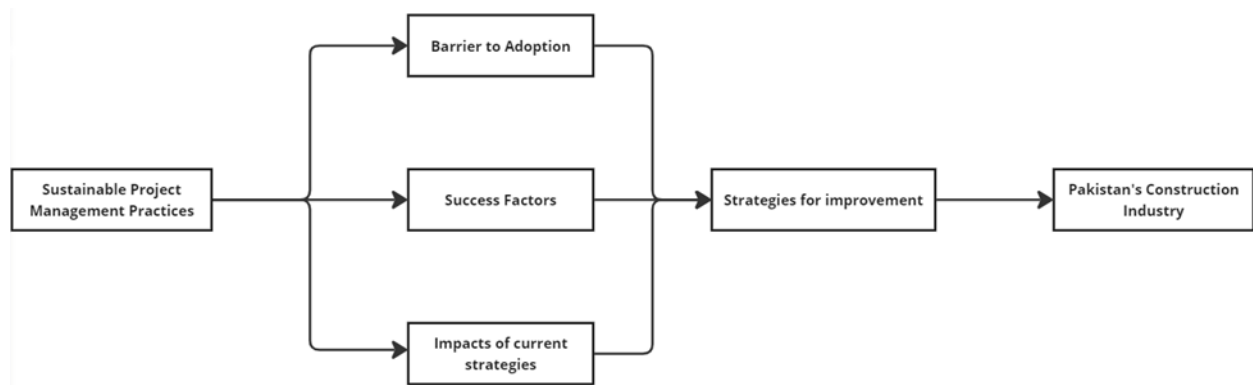 Barrier to Adoption
Sustainable Project
Management Practices
Success Factors
Strategies for improvement
Pakistan's Construction
Industry
Impacts of current
strategies